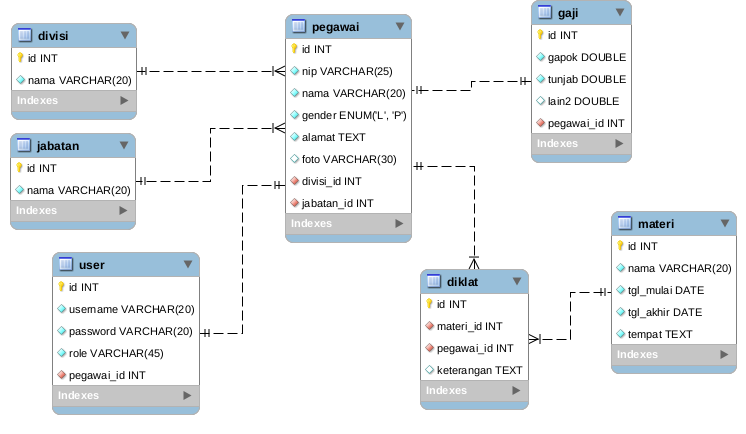 divisi
id INT
nama VARCHAR(20)
Indexes
jabatan
id INT
nama VARCHAR(20)
Indexes
user
id INT
username VARCHAR(20)
password VARCHAR(20)
role VARCHAR(45)
pegawai_id INT
Indexes
pegawai
id INT
nip VARCHAR(25)
nama VARCHAR(20)
gender ENUM('L', 'P')
alamat TEXT
foto VARCHAR(30)
divisi_id INT
jabatan_id INT
Indexes
gaji
id INT
gapok DOUBLE
tunjab DOUBLE
lain2 DOUBLE
pegawai_id INT
Indexes
diklat
id INT
materi_id INT
pegawai_id INT
keterangan TEXT
Indexes
materi
id INT
nama VARCHAR(20)
tgl_mulai DATE
tgl_akhir DATE
tempat TEXT
Indexes